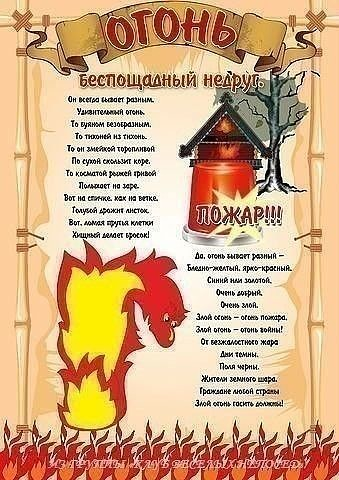 ОГОНЬ
Беспощадный недруг.
Он всегда бывает разным.
Удивительный огонь.
То буяном безобразным.
То тихоней из тихонь.
То он змейкой торопливой
По сухой скользит коре.
То косматой рыжей гривой
Полыхает на заре.
Вот на спичке, как на ветке.
Голубой дрожит листок.
Вот, ломая прутья клетки
Хищный делает бросок!
ПОЖАР!!!
Да, огонь бывает разный –
Бледно-желтый, ярко-красный.
Синий или золотой.
Очень добрый.
Очень злой.
Злой огонь – огонь пожара.
Злой огонь – огонь войны!
От безжалостного жара
Дни темны.
Поля черны.
Жители земного шара.
Граждане любой страны
Злой огонь гасить должны!
ИЗ ГРУППЫ "КЛУБ ВЕСЕЛЫХ НЕПОСЕД"